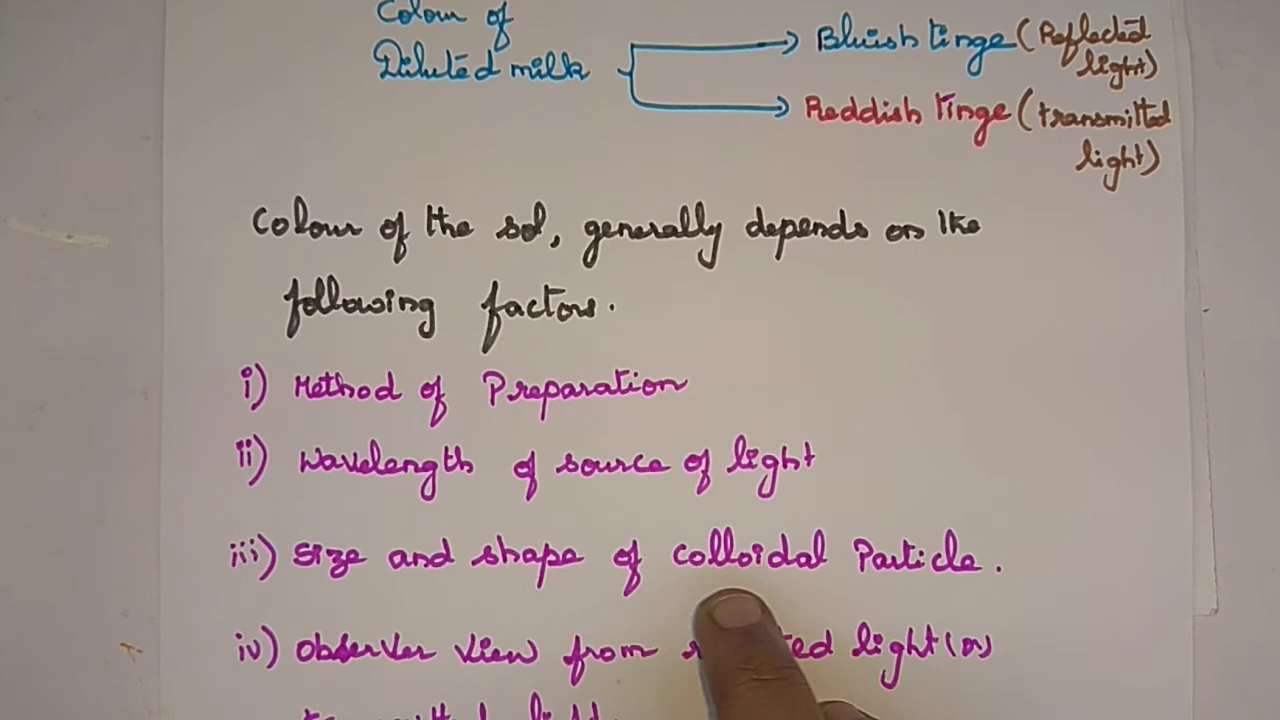 Colour of
Diluted milk
Bluish tinge (Reflected
light)
Reddish tinge (transmitted
light)
Colour of the sol, generally depends on the
following factors.
i) Method of Preparation
ii) Wavelength of source of light
iii) Size and shape of colloidal Particle.
iv) Observer view from light (or)